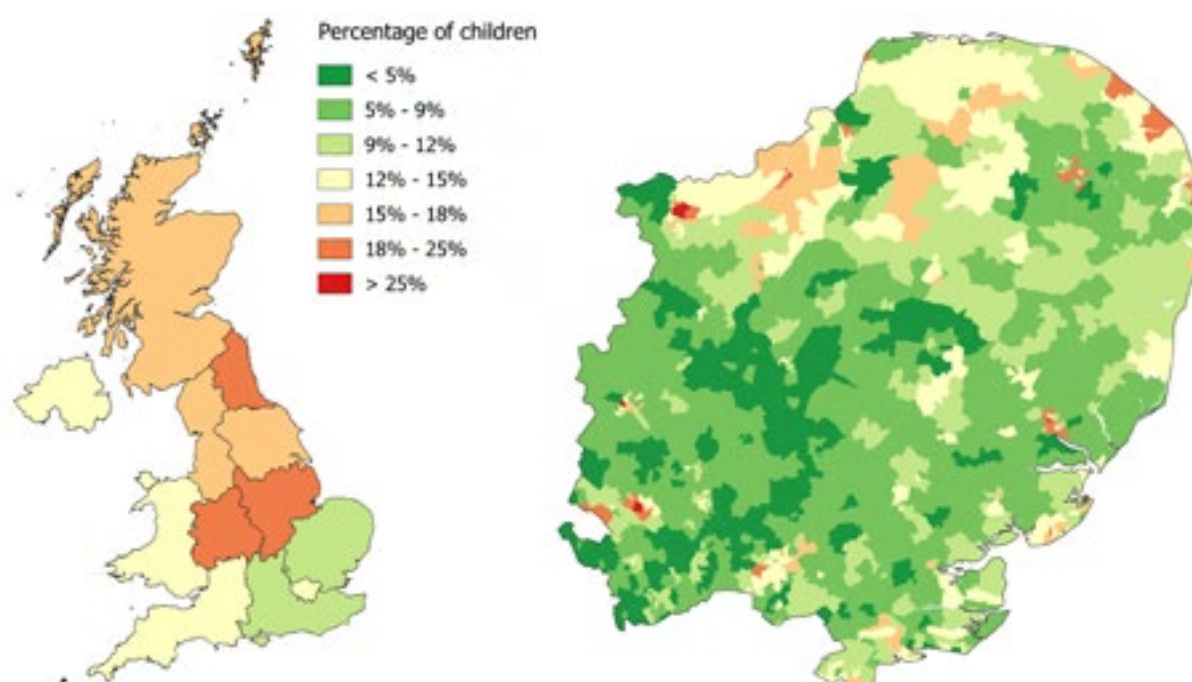 Percentage of children
< 5%
5% - 9%
9% - 12%
12% - 15%
15% - 18%
18% - 25%
> 25%